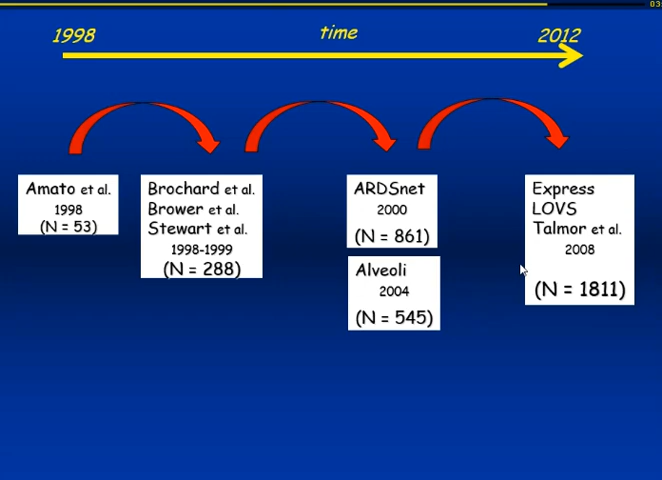 03
1998
time
2012
Amato et al.
1998
(N = 53)
Brochard et al.
Brower et al.
Stewart et al.
1998-1999
(N = 288)
ARDSnet
2000
(N = 861)
Alveoli
2004
(N = 545)
Express
LOVS
Talmor et al.
2008
(N = 1811)